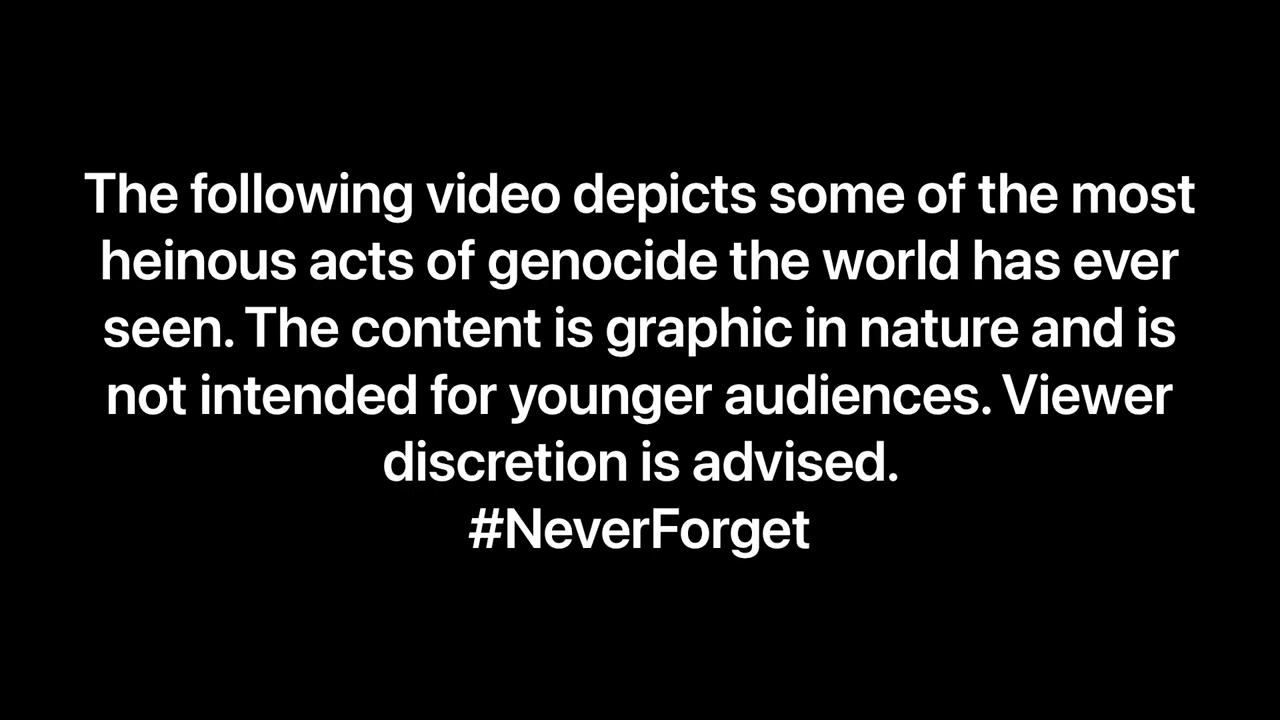 The following video depicts some of the most
heinous acts of genocide the world has ever
seen. The content is graphic in nature and is
not intended for younger audiences. Viewer
discretion is advised.
#NeverForget